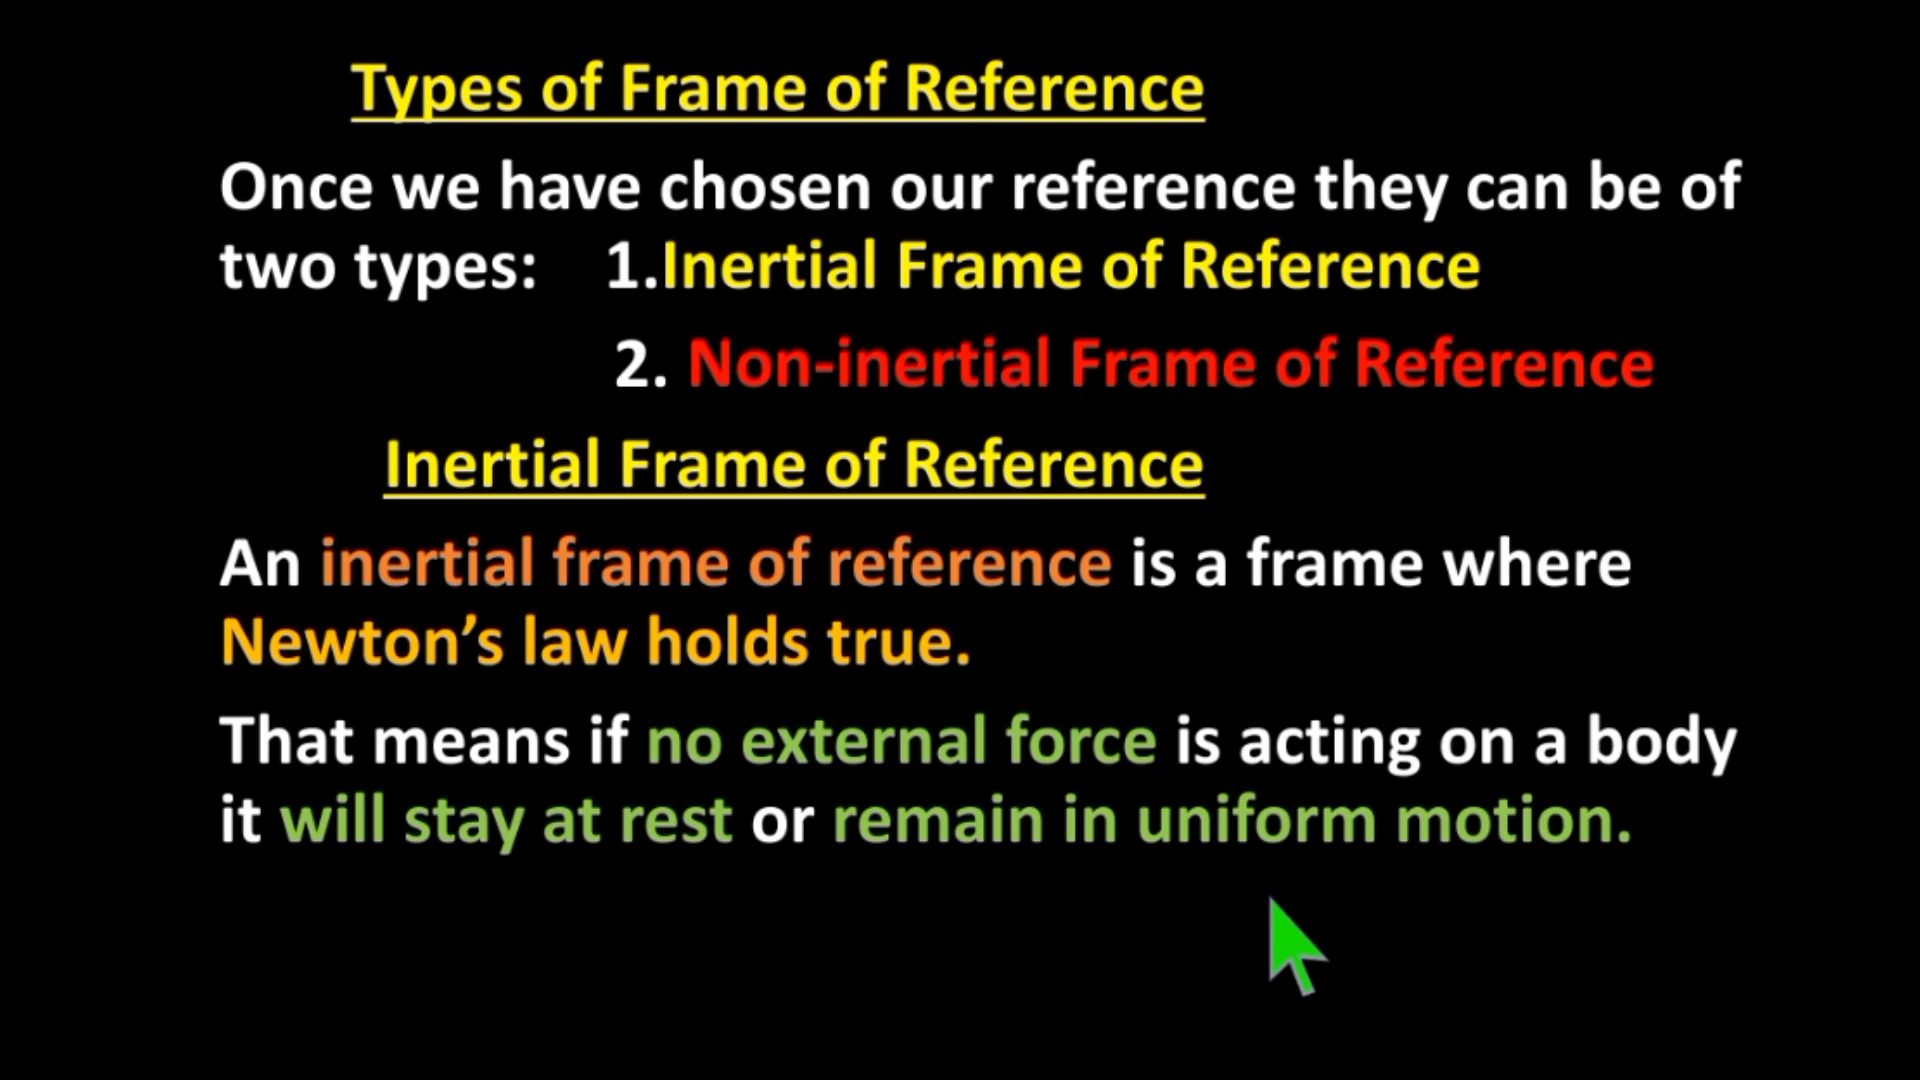 Types of Frame of Reference
Once we have chosen our reference they can be of
two types: 1.Inertial Frame of Reference
2. Non-inertial Frame of Reference
Inertial Frame of Reference
An inertial frame of reference is a frame where
Newton’s law holds true.
That means if no external force is acting on a body
it will stay at rest or remain in uniform motion.